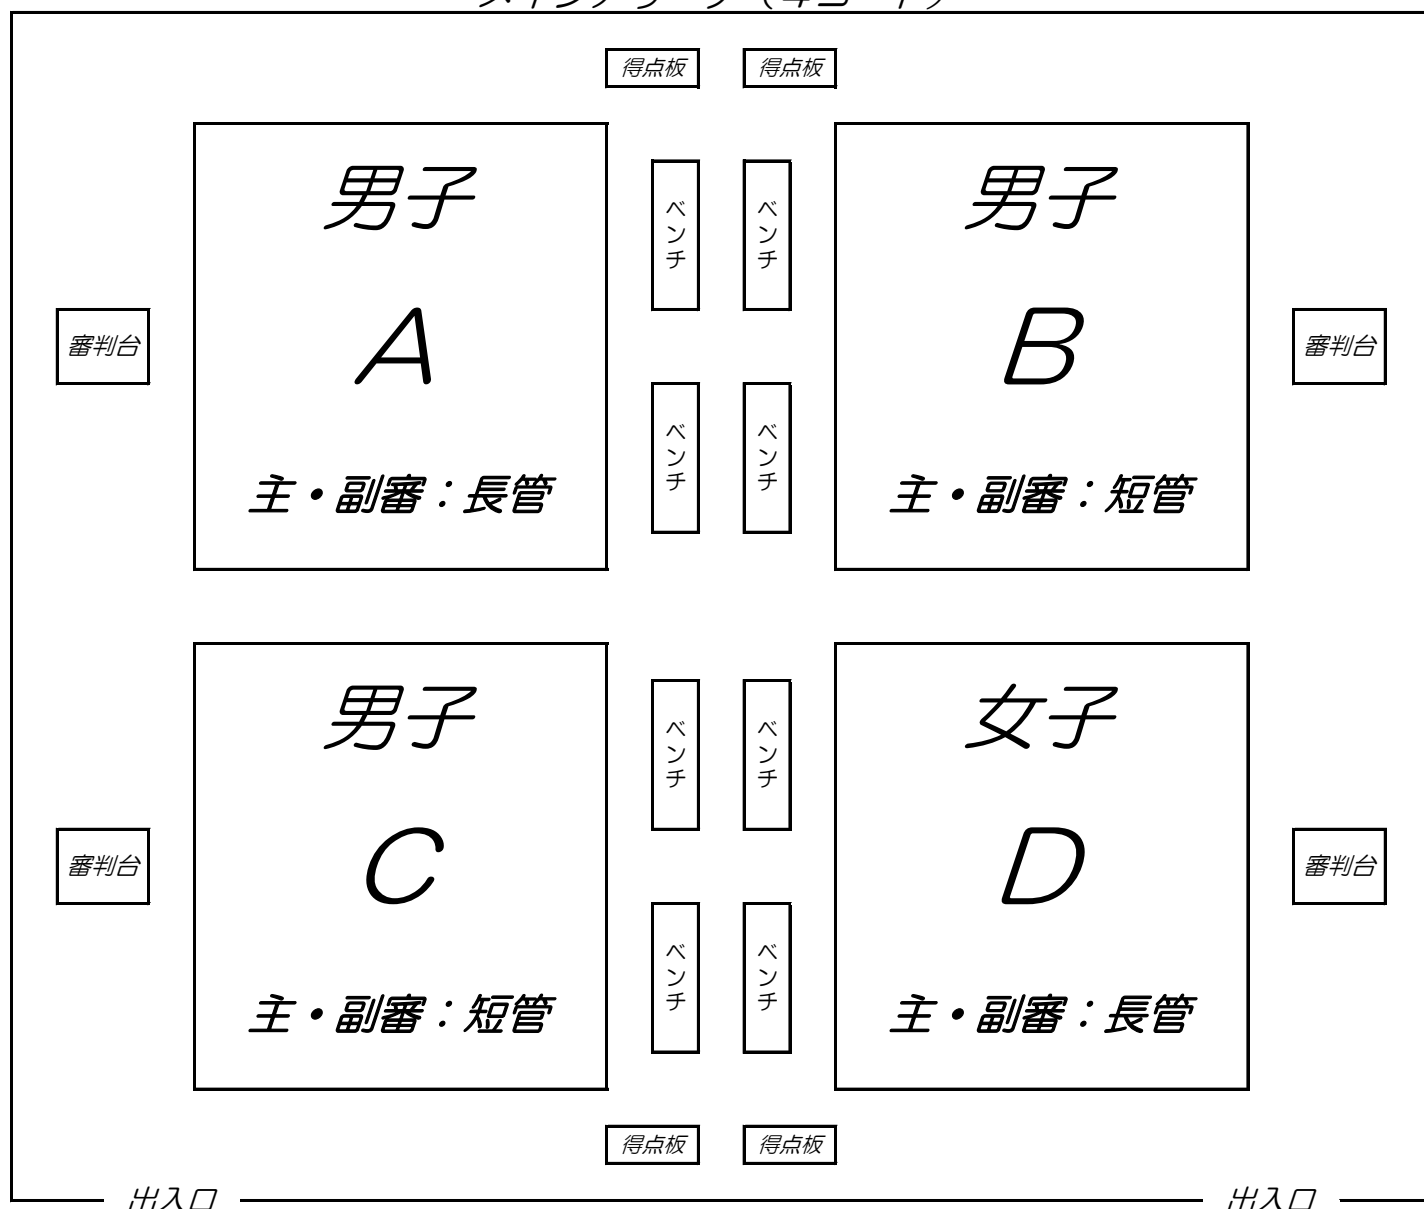 得点板 得点板
男子
A
主・副審:長管
ベンチ
ベンチ
ベンチ
ベンチ
男子
B
主・副審:短管
審判台
審判台
男子
C
主・副審:短管
ベンチ
ベンチ
ベンチ
ベンチ
女子
D
主・副審:長管
審判台
審判台
得点板 得点板
出入口 出入口